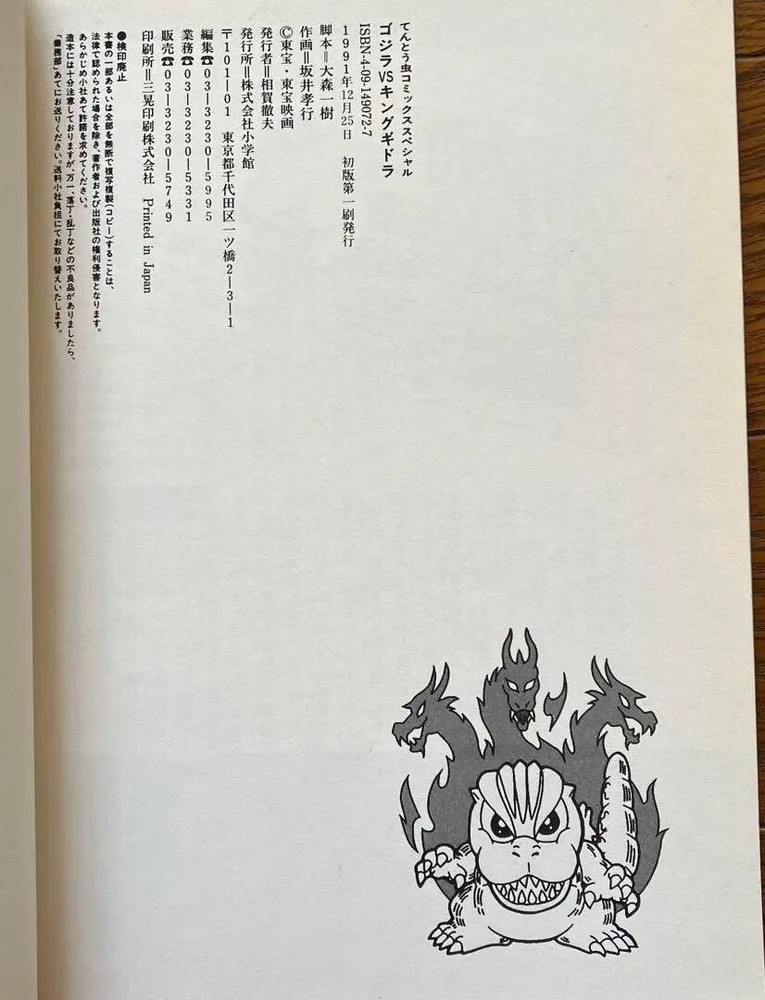 てんとう虫コミックススペシャル
ゴジラVSキングギドラ
ISBN4-09-149072-7
1991年12月25日　初版第一刷発行
脚本＝大森一樹
作画＝坂井孝行
©東宝・東宝映画
発行者＝相賀徹夫
発行所＝株式会社小学館
〒101―01　東京都千代田区一ツ橋2―3―1
編集☎03―3230―5995
業務☎03―3230―5331
販売☎03―3230―5749
印刷所＝三晃印刷株式会社　Printed in Japan
●検印廃止
本書の一部あるいは全部を無断で複写複製（コピー）することは、
法律で認められた場合を除き、著作者および出版社の権利侵害となります。
あらかじめ小社あて許諾を求めてください。
造本には十分注意しておりますが、万一、落丁・乱丁などの不良品がありましたら、
「業務部」あてにお送りください。送料小社負担にてお取り替えいたします。